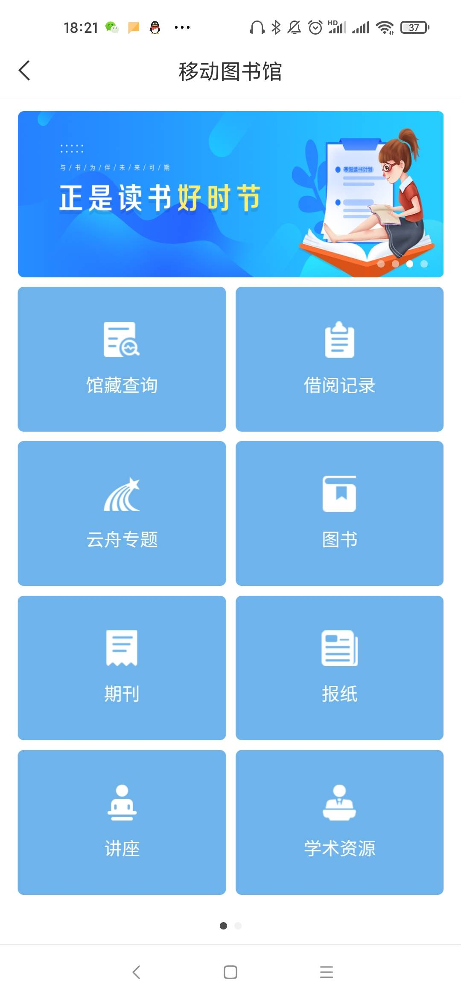 18:21
HD
37
移动图书馆
与/书/为/伴/未/来/可/期
正是读书好时节
寒假读书计划
馆藏查询
借阅记录
云舟专题
图书
期刊
报纸
讲座
学术资源